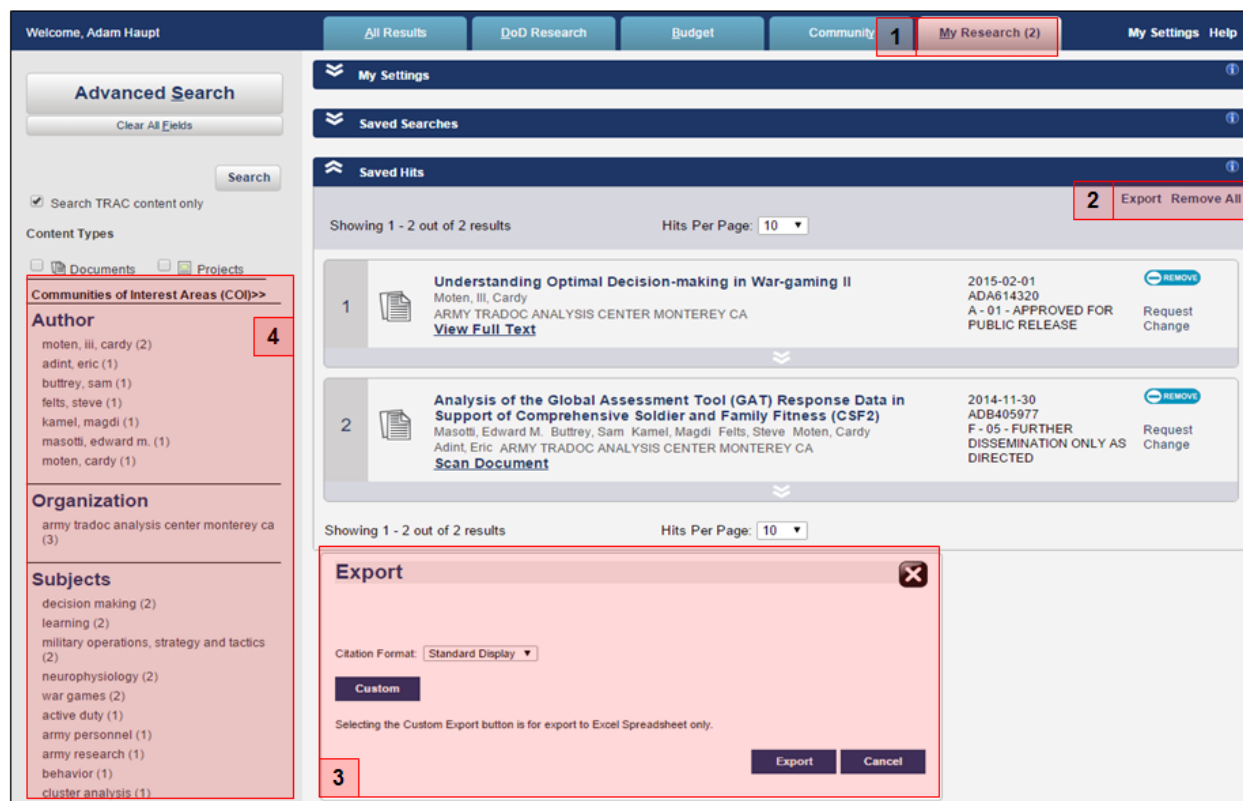 Welcome, Adam Haupt
All Results
DoD Research
Budget
Community
1
My Research (2)
My Settings Help
Advanced Search
Clear All Fields
Search
Search TRAC content only
Content Types
Documents Projects
Communities of Interest Areas (COI)>>
4
Author
moten, iii, cardy (2)
adint, eric (1)
buttrey, sam (1)
felts, steve (1)
kamel, magdi (1)
masotti, edward m. (1)
moten, cardy (1)
Organization
army tradoc analysis center monterey ca
(3)
Subjects
decision making (2)
learning (2)
military operations, strategy and tactics
(2)
neurophysiology (2)
war games (2)
active duty (1)
army personnel (1)
army research (1)
behavior (1)
cluster analysis (1)
My Settings
Saved Searches
Saved Hits
2
Export Remove All
Showing 1 - 2 out of 2 results
Hits Per Page: 10
1
Understanding Optimal Decision-making in War-gaming II
Moten, III, Cardy
ARMY TRADOC ANALYSIS CENTER MONTEREY CA
View Full Text
2015-02-01
ADA614320
A - 01 - APPROVED FOR
PUBLIC RELEASE
REMOVE
Request
Change
2
Analysis of the Global Assessment Tool (GAT) Response Data in
Support of Comprehensive Soldier and Family Fitness (CSF2)
Masotti, Edward M. Buttrey, Sam Kamel, Magdi Felts, Steve Moten, Cardy
Adint, Eric ARMY TRADOC ANALYSIS CENTER MONTEREY CA
Scan Document
2014-11-30
ADB405977
F - 05 - FURTHER
DISSEMINATION ONLY AS
DIRECTED
REMOVE
Request
Change
Showing 1 - 2 out of 2 results
Hits Per Page: 10
Export
Citation Format: Standard Display
Custom
Selecting the Custom Export button is for export to Excel Spreadsheet only.
Export
Cancel
3